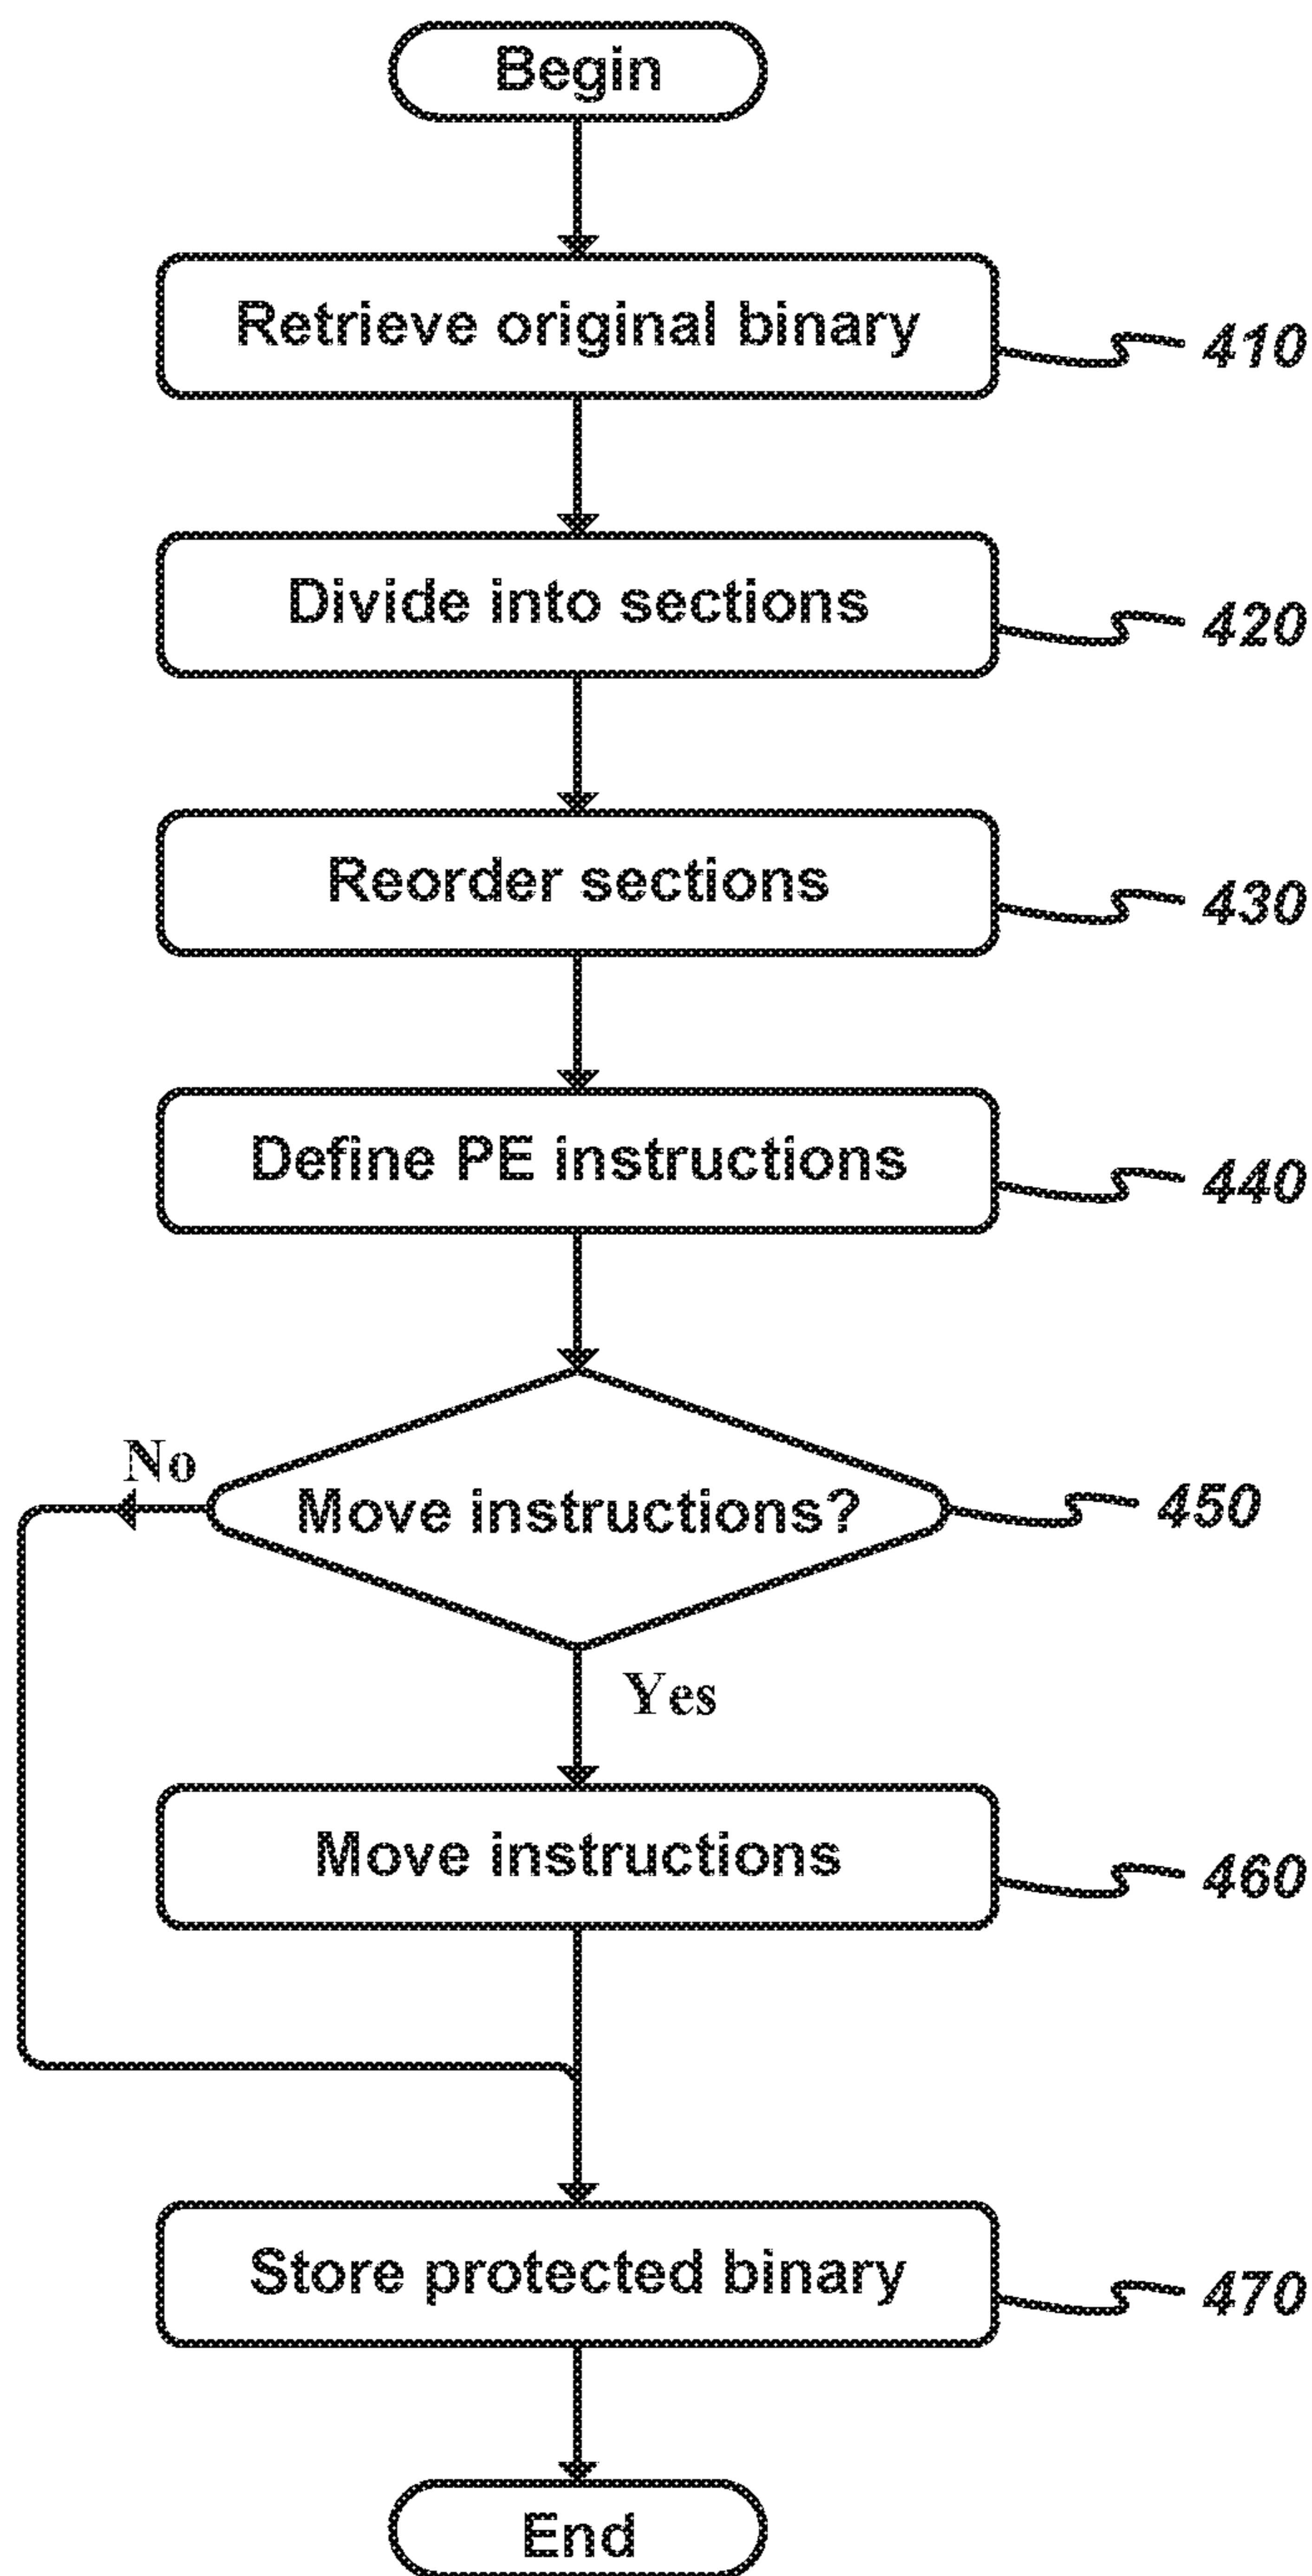 Begin
Retrieve original binary
410
Divide into sections
420
Reorder sections
430
Define PE instructions
440
No
Move instructions?
450
Yes
Move instructions
460
Store protected binary
470
End